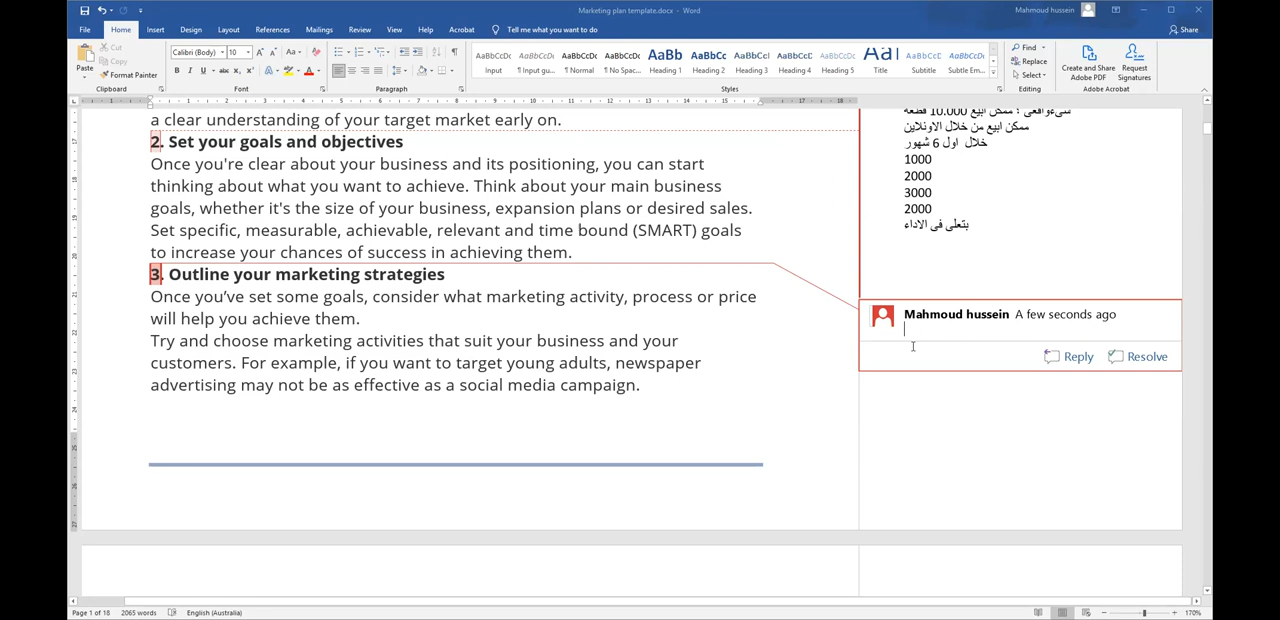 Marketing plan template.docx - Word
Mahmoud hussein
File Home Insert Design Layout References Mailings Review View Help Acrobat Tell me what you want to do Share
Paste
Cut
Copy
Format Painter
Clipboard
Calibri (Body) 10
Font
Paragraph
AaBbCcDc AaBbCcDc AaBbCcDc AaBbCcDc AaBb AaBbCc AaBbCcI AaBbCcDc AaBbCcI AaI AaBbCcC AaBbCcDc
Input ¶ Input gu... ¶ Normal ¶ No Spac... Heading 1 Heading 2 Heading 3 Heading 4 Heading 5 Title Subtitle Subtle Em...
Styles
Find
Replace
Select
Editing
Create and Share
Adobe PDF
Request
Signatures
Adobe Acrobat
a clear understanding of your target market early on.
2. Set your goals and objectives
Once you're clear about your business and its positioning, you can start
thinking about what you want to achieve. Think about your main business
goals, whether it's the size of your business, expansion plans or desired sales.
Set specific, measurable, achievable, relevant and time bound (SMART) goals
to increase your chances of success in achieving them.
3. Outline your marketing strategies
Once you’ve set some goals, consider what marketing activity, process or price
will help you achieve them.
Try and choose marketing activities that suit your business and your
customers. For example, if you want to target young adults, newspaper
advertising may not be as effective as a social media campaign.
ممكن ابيع 10.000 قطعة
ممكن ابيع من خلال الاونلاين
خلال اول 6 شهور
1000
2000
3000
2000
بتعلى فى الاداء
Mahmoud hussein A few seconds ago
Reply Resolve
Page 1 of 18 2065 words English (Australia) 170%